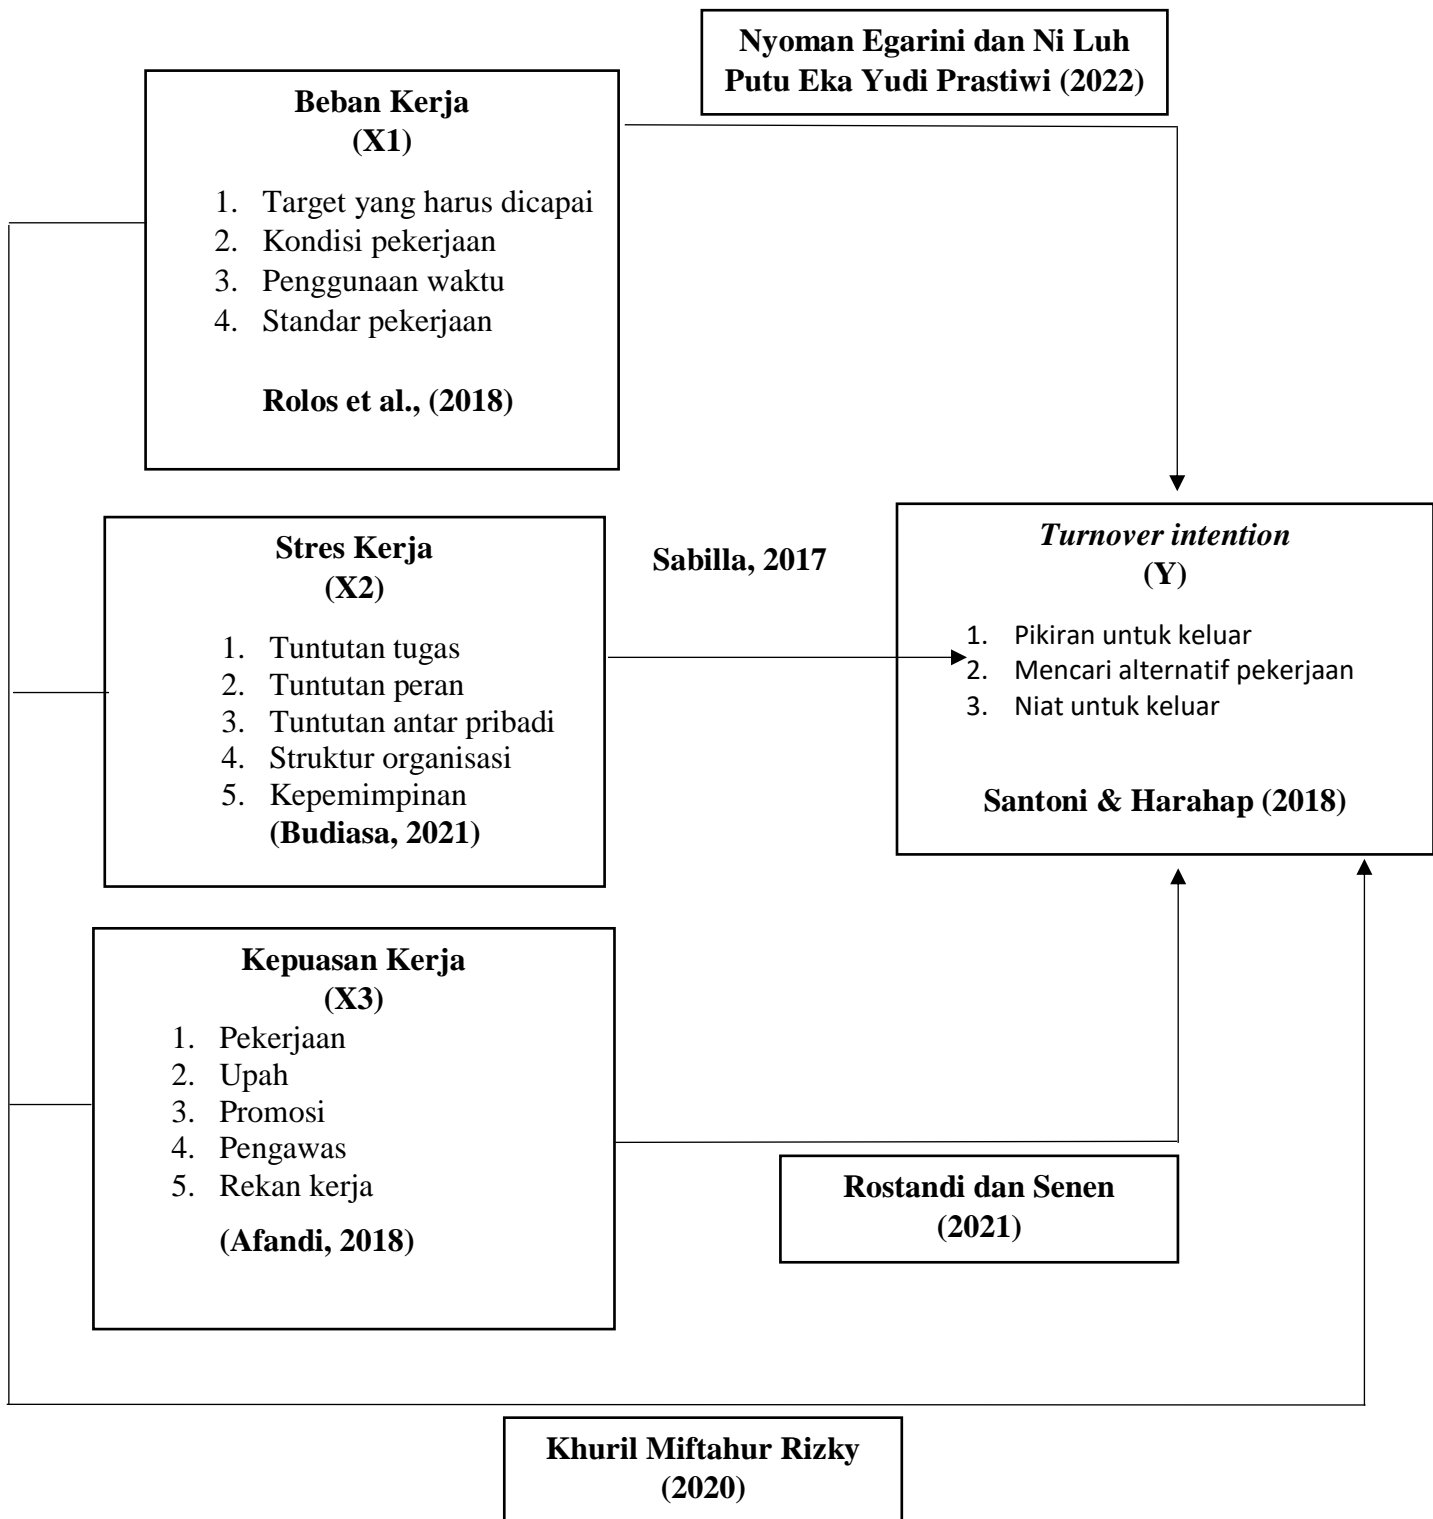 Nyoman Egarini dan Ni Luh
Putu Eka Yudi Prastiwi (2022)
Beban Kerja
(X1)
1. Target yang harus dicapai
2. Kondisi pekerjaan
3. Penggunaan waktu
4. Standar pekerjaan
Rolos et al., (2018)
Stres Kerja
(X2)
1. Tuntutan tugas
2. Tuntutan peran
3. Tuntutan antar pribadi
4. Struktur organisasi
5. Kepemimpinan
(Budiasa, 2021)
Sabilla, 2017
Turnover intention
(Y)
1. Pikiran untuk keluar
2. Mencari alternatif pekerjaan
3. Niat untuk keluar
Santoni & Harahap (2018)
Kepuasan Kerja
(X3)
1. Pekerjaan
2. Upah
3. Promosi
4. Pengawas
5. Rekan kerja
(Afandi, 2018)
Rostandi dan Senen
(2021)
Khuril Miftahur Rizky
(2020)